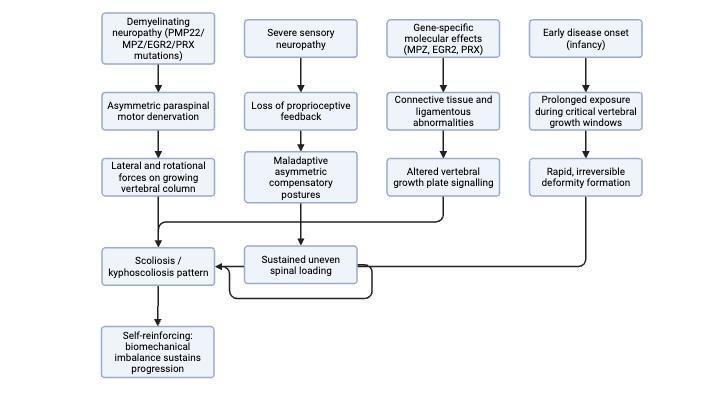 Demyelinating
neuropathy (PMP22/
MPZ/EGR2/PRX
mutations)
Severe sensory
neuropathy
Gene-specific
molecular effects
(MPZ, EGR2, PRX)
Early disease onset
(infancy)
Asymmetric paraspinal
motor denervation
Loss of proprioceptive
feedback
Connective tissue and
ligamentous
abnormalities
Prolonged exposure
during critical vertebral
growth windows
Lateral and rotational
forces on growing
vertebral column
Maladaptive
asymmetric
compensatory
postures
Altered vertebral
growth plate signalling
Rapid, irreversible
deformity formation
Scoliosis /
kyphoscoliosis pattern
Sustained uneven
spinal loading
Self-reinforcing:
biomechanical
imbalance sustains
progression